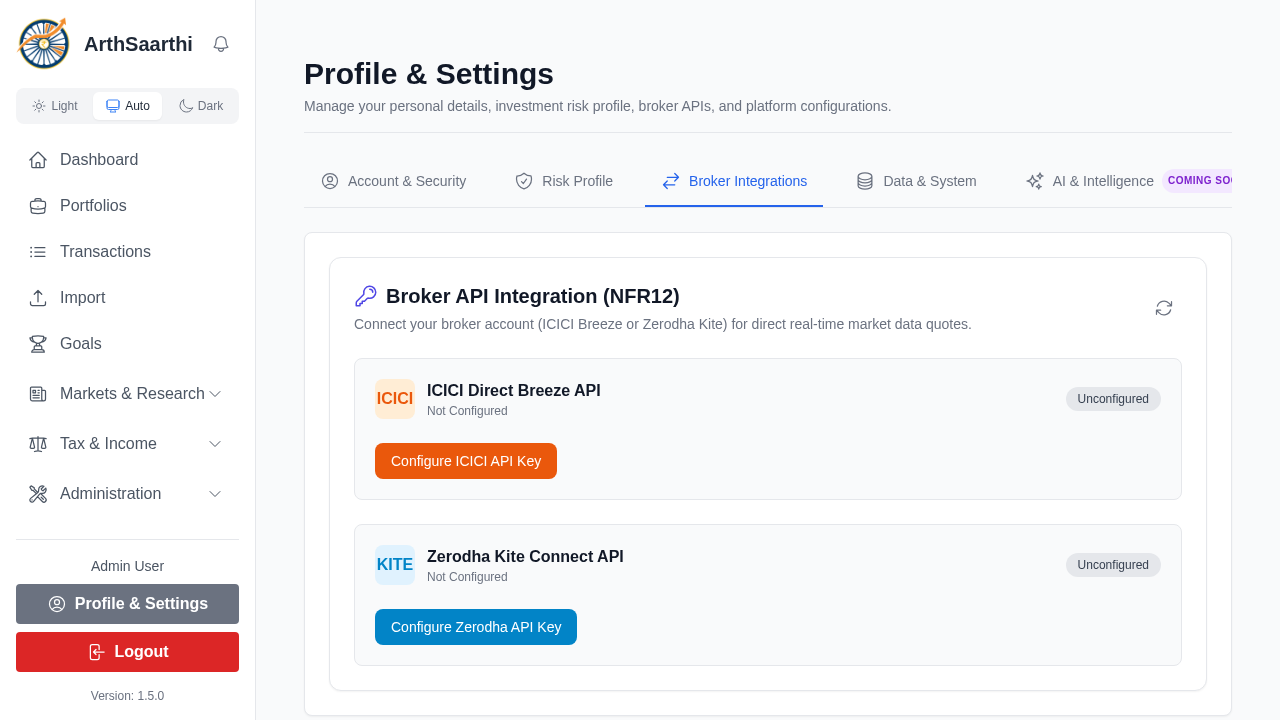 ArthSaarthi
Light
Auto
Dark
Dashboard
Portfolios
Transactions
Import
Goals
Markets & Research
Tax & Income
Administration
Admin User
Profile & Settings
Logout
Version: 1.5.0
Profile & Settings
Manage your personal details, investment risk profile, broker APIs, and platform configurations.
Account & Security
Risk Profile
Broker Integrations
Data & System
AI & Intelligence
COMING
Broker API Integration (NFR12)
Connect your broker account (ICICI Breeze or Zerodha Kite) for direct real-time market data quotes.
ICICI
ICICI Direct Breeze API
Not Configured
Unconfigured
Configure ICICI API Key
KITE
Zerodha Kite Connect API
Not Configured
Unconfigured
Configure Zerodha API Key